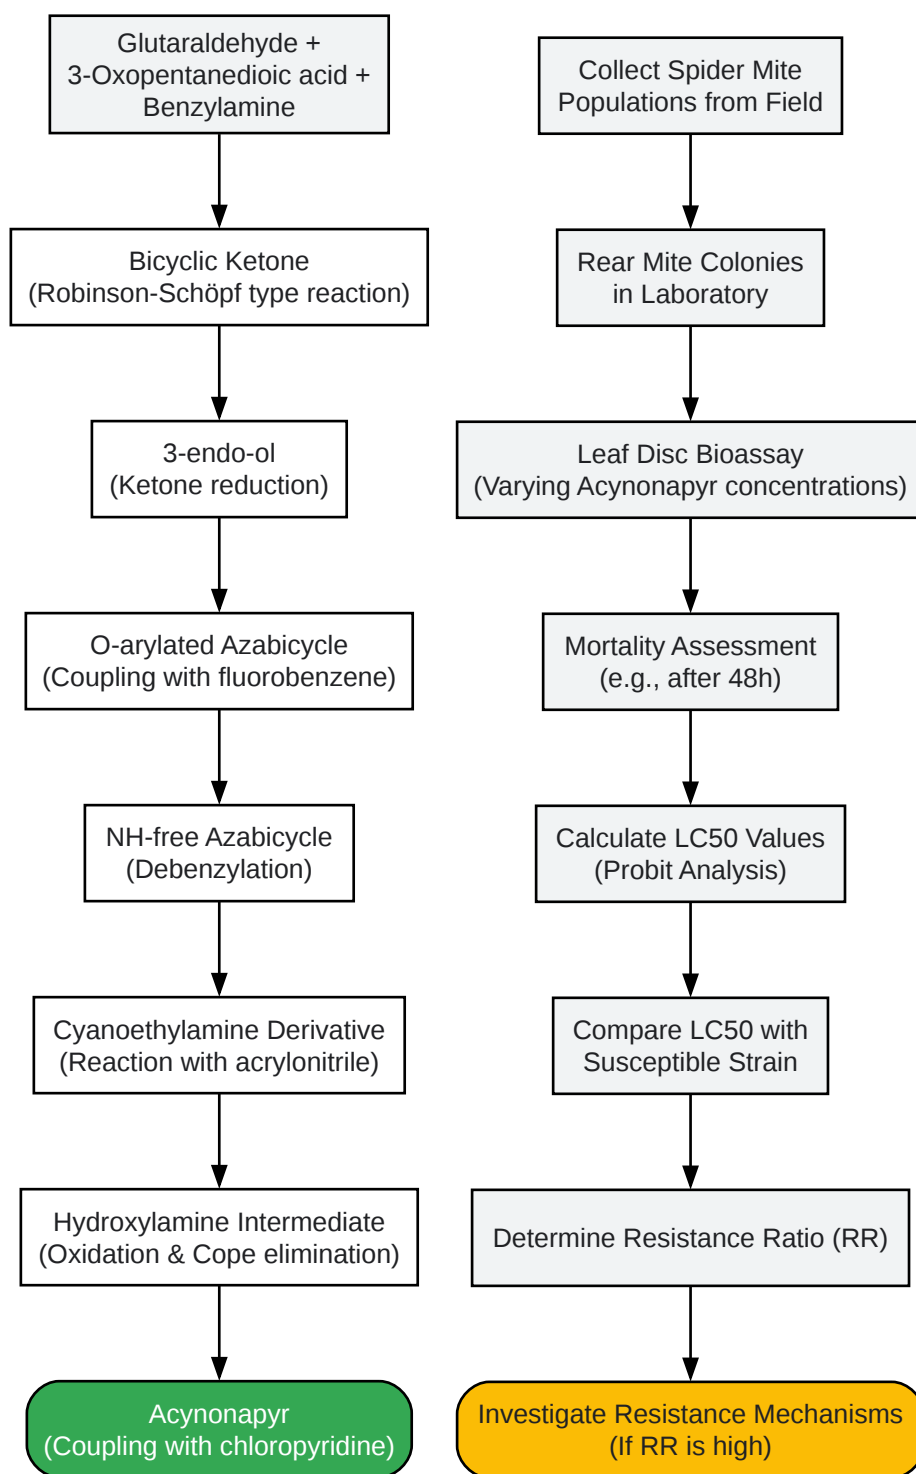 Glutaraldehyde +
3-Oxopentanedioic acid +
Benzylamine
Bicyclic Ketone
(Robinson-Schöpf type reaction)
3-endo-ol
(Ketone reduction)
O-arylated Azabicycle
(Coupling with fluorobenzene)
NH-free Azabicycle
(Debenzylation)
Cyanoethylamine Derivative
(Reaction with acrylonitrile)
Hydroxylamine Intermediate
(Oxidation & Cope elimination)
Acynonapyr
(Coupling with chloropyridine)
Collect Spider Mite
Populations from Field
Rear Mite Colonies
in Laboratory
Leaf Disc Bioassay
(Varying Acynonapyr concentrations)
Mortality Assessment
(e.g., after 48h)
Calculate LC50 Values
(Probit Analysis)
Compare LC50 with
Susceptible Strain
Determine Resistance Ratio (RR)
Investigate Resistance Mechanisms
(If RR is high)